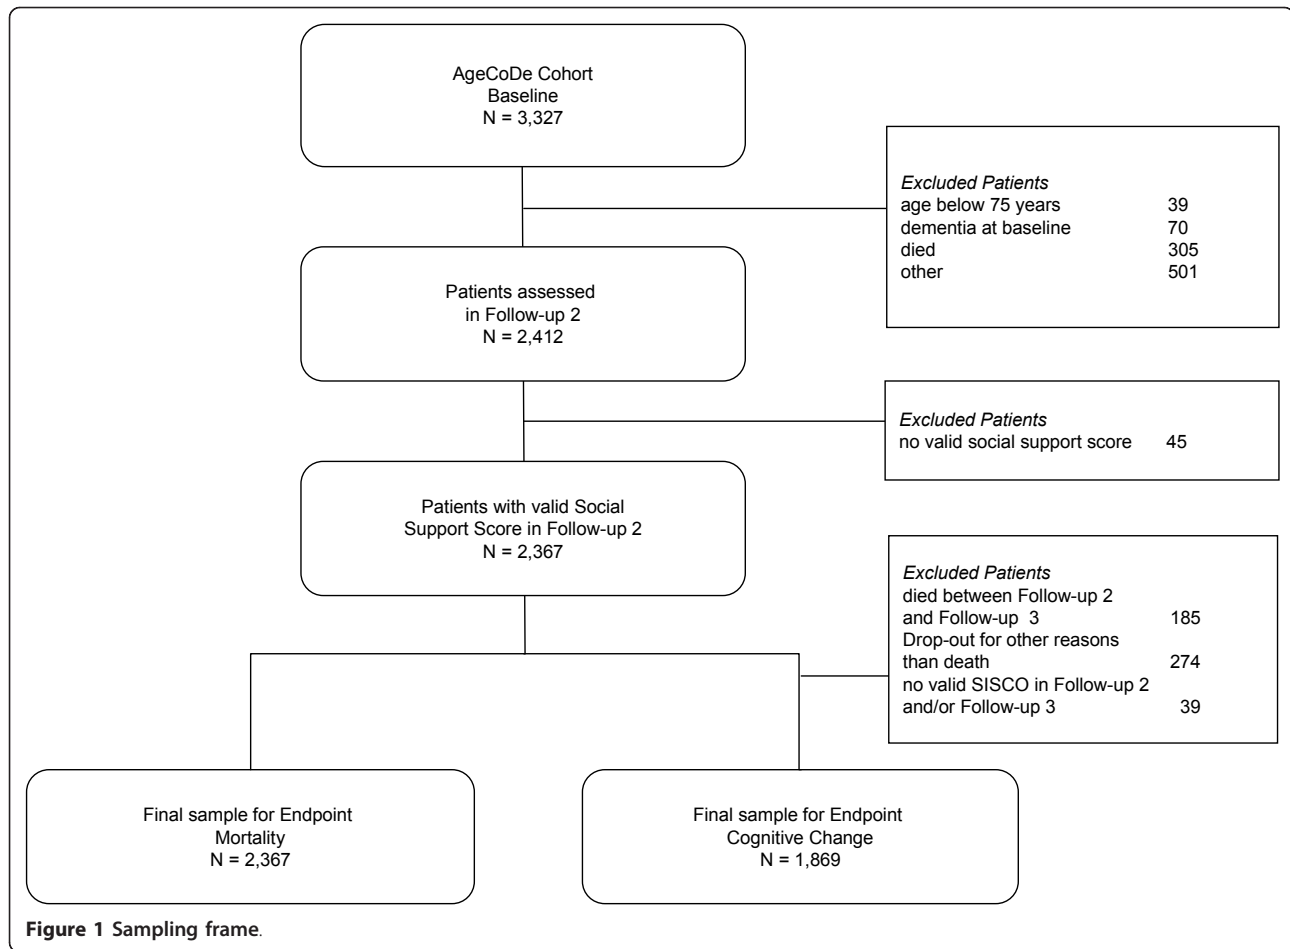 AgeCoDe Cohort
Baseline
N = 3,327
Excluded Patients
age below 75 years 39
dementia at baseline 70
died 305
other 501
Patients assessed
in Follow-up 2
N = 2,412
Excluded Patients
no valid social support score 45
Patients with valid Social
Support Score in Follow-up 2
N = 2,367
Excluded Patients
died between Follow-up 2
and Follow-up 3 185
Drop-out for other reasons
than death 274
no valid SISCO in Follow-up 2
and/or Follow-up 3 39
Final sample for Endpoint
Mortality
N = 2,367
Final sample for Endpoint
Cognitive Change
N = 1,869
Figure 1 Sampling frame.